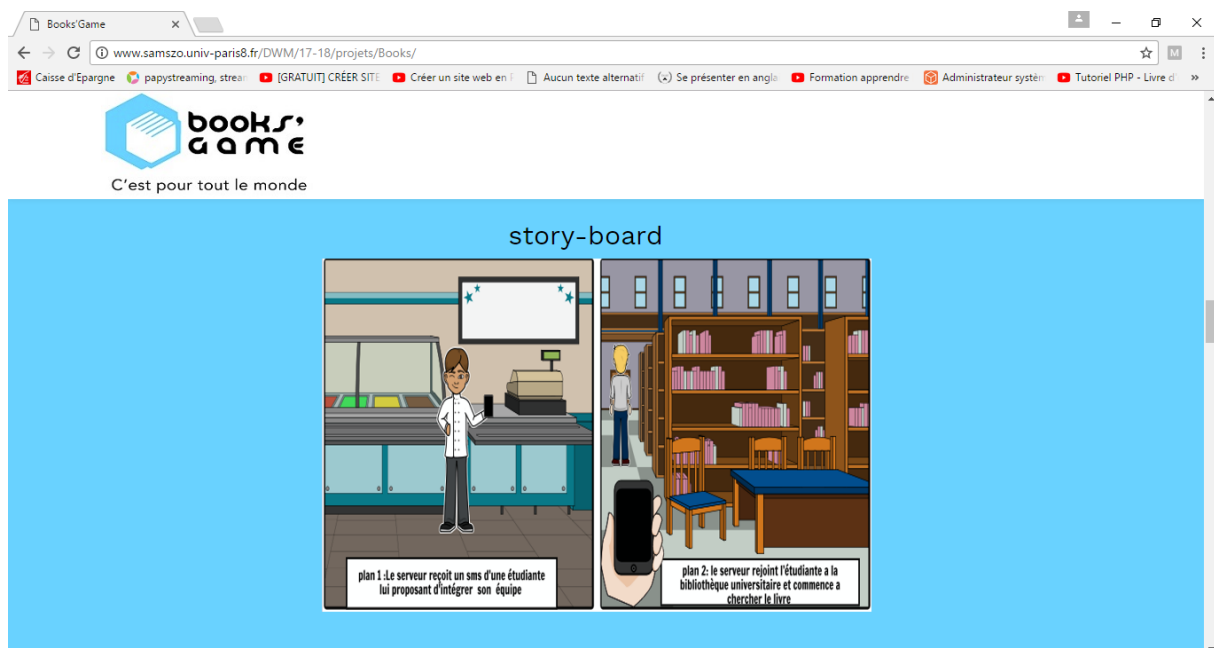 Books'Game
www.samszo.univ-paris8.fr/DWM/17-18/projets/Books/
Caisse d'Epargne papystreaming, strean [GRATUIT] CRÉER SITE Créer un site web en F Aucun texte alternatif Se présenter en angla Formation apprendre Administrateur systèm Tutoriel PHP - Livre d' »
books'
game
C'est pour tout le monde
story-board
plan 1 :Le serveur reçoit un sms d'une étudiante
lui proposant d'intégrer son équipe
plan 2: le serveur rejoint l'étudiante a la
bibliothèque universitaire et commence a
chercher le livre